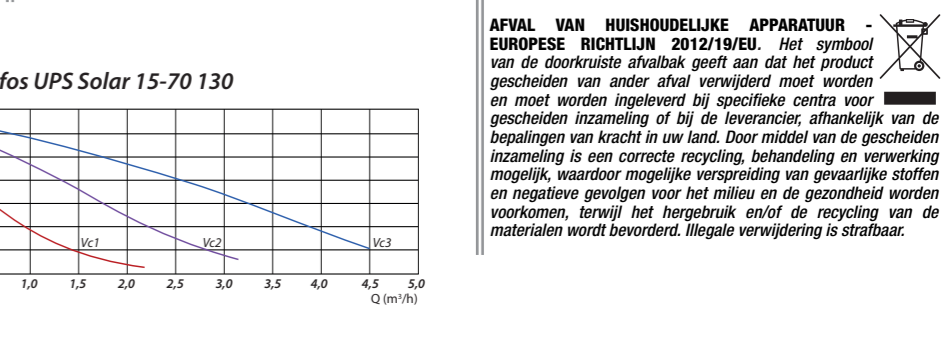 fos UPS Solar 15-70 130
Vc1
Vc2
Vc3
1,0 1,5 2,0 2,5 3,0 3,5 4,0 4,5 5,0
Q (m³/h)
AFVAL VAN HUISHOUDELIJKE APPARATUUR -
EUROPESE RICHTLIJN 2012/19/EU. Het symbool
van de doorkruiste afvalbak geeft aan dat het product
gescheiden van ander afval verwijderd moet worden
en moet worden ingeleverd bij specifieke centra voor
gescheiden inzameling of bij de leverancier, afhankelijk van de
bepalingen van kracht in uw land. Door middel van de gescheiden
inzameling is een correcte recycling, behandeling en verwerking
mogelijk, waardoor mogelijke verspreiding van gevaarlijke stoffen
en negatieve gevolgen voor het milieu en de gezondheid worden
voorkomen, terwijl het hergebruik en/of de recycling van de
materialen wordt bevorderd. Illegale verwijdering is strafbaar.